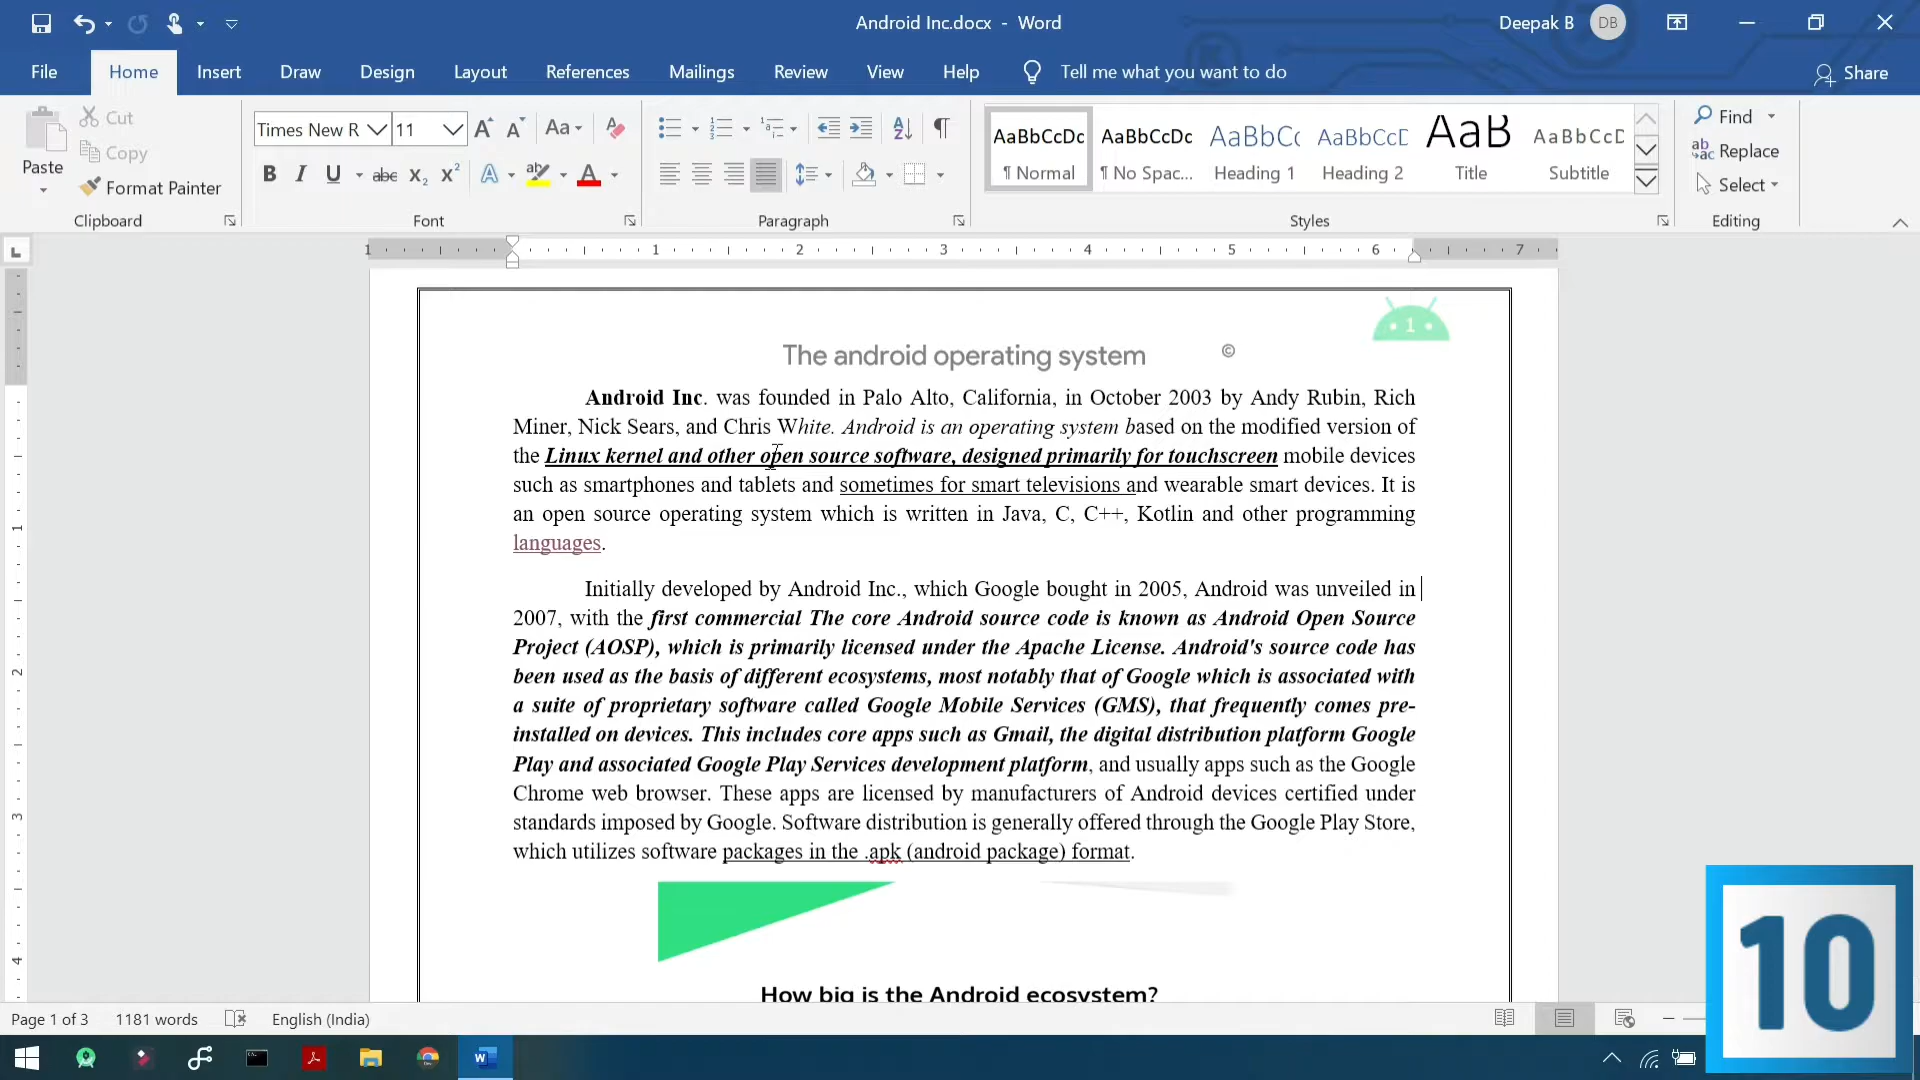 Android Inc.docx - Word
Deepak B
DB
File
Home
Insert
Draw
Design
Layout
References
Mailings
Review
View
Help
Tell me what you want to do
Share
Paste
Cut
Copy
Format Painter
Clipboard
Times New R
11
Aa
B I U abc X₂ X² A ab A
Font
Paragraph
AaBbCcDc
¶ Normal
AaBbCcDc
¶ No Spac...
AaBbC(
Heading 1
AaBbCcD
Heading 2
AaB
Title
AaBbCcD
Subtitle
Styles
Find
Replace
Select
Editing
1 1 2 3 4 5 6 7
1
The android operating system ©
Android Inc. was founded in Palo Alto, California, in October 2003 by Andy Rubin, Rich
Miner, Nick Sears, and Chris White. Android is an operating system based on the modified version of
the Linux kernel and other open source software, designed primarily for touchscreen mobile devices
such as smartphones and tablets and sometimes for smart televisions and wearable smart devices. It is
an open source operating system which is written in Java, C, C++, Kotlin and other programming
languages.
Initially developed by Android Inc., which Google bought in 2005, Android was unveiled in
2007, with the first commercial The core Android source code is known as Android Open Source
Project (AOSP), which is primarily licensed under the Apache License. Android's source code has
been used as the basis of different ecosystems, most notably that of Google which is associated with
a suite of proprietary software called Google Mobile Services (GMS), that frequently comes pre-
installed on devices. This includes core apps such as Gmail, the digital distribution platform Google
Play and associated Google Play Services development platform, and usually apps such as the Google
Chrome web browser. These apps are licensed by manufacturers of Android devices certified under
standards imposed by Google. Software distribution is generally offered through the Google Play Store,
which utilizes software packages in the .apk (android package) format.
How big is the Android ecosystem?
1
2
3
4
Page 1 of 3
1181 words
English (India)
10